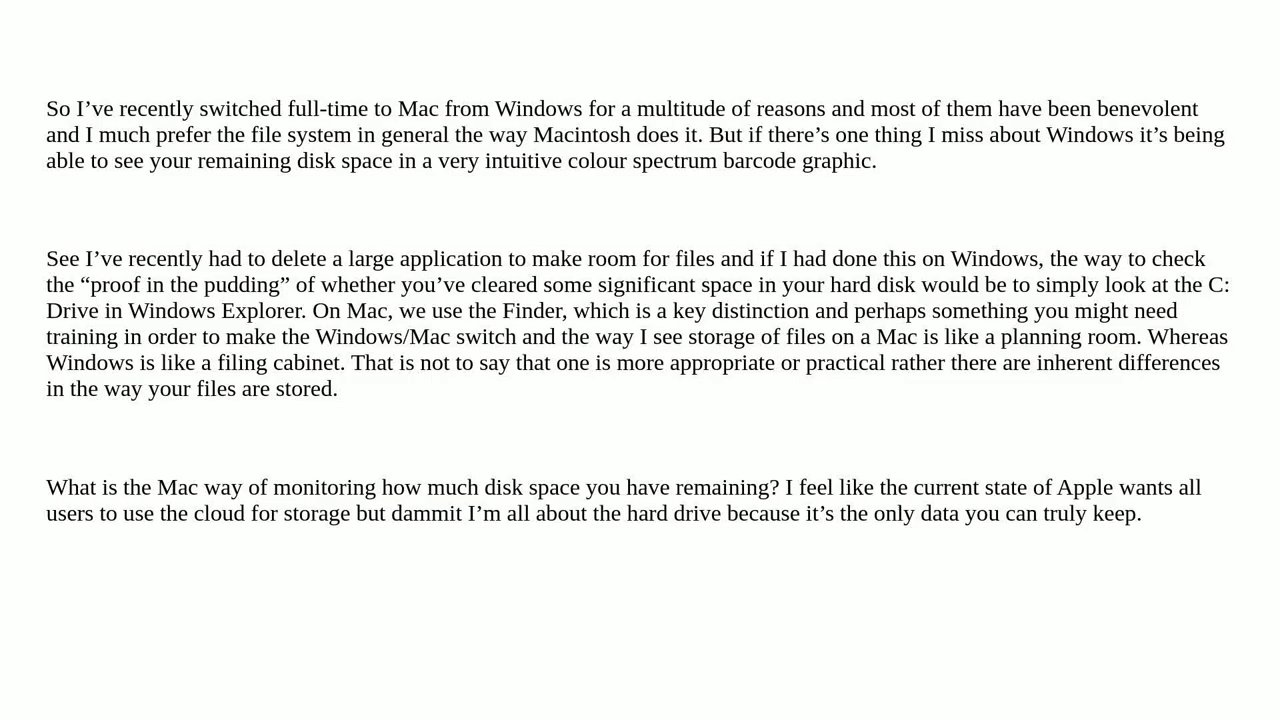 So I’ve recently switched full-time to Mac from Windows for a multitude of reasons and most of them have been benevolent
and I much prefer the file system in general the way Macintosh does it. But if there’s one thing I miss about Windows it’s being
able to see your remaining disk space in a very intuitive colour spectrum barcode graphic.
See I’ve recently had to delete a large application to make room for files and if I had done this on Windows, the way to check
the “proof in the pudding” of whether you’ve cleared some significant space in your hard disk would be to simply look at the C:
Drive in Windows Explorer. On Mac, we use the Finder, which is a key distinction and perhaps something you might need
training in order to make the Windows/Mac switch and the way I see storage of files on a Mac is like a planning room. Whereas
Windows is like a filing cabinet. That is not to say that one is more appropriate or practical rather there are inherent differences
in the way your files are stored.
What is the Mac way of monitoring how much disk space you have remaining? I feel like the current state of Apple wants all
users to use the cloud for storage but dammit I’m all about the hard drive because it’s the only data you can truly keep.